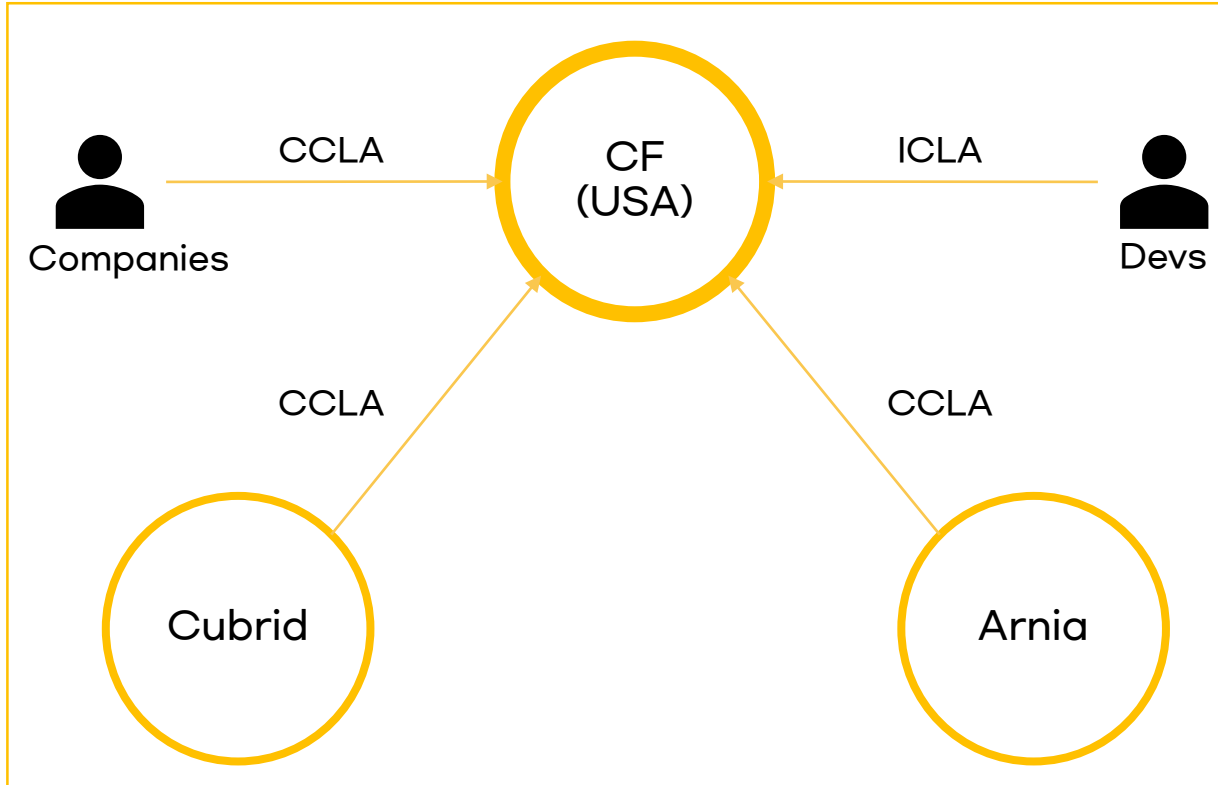 CCLA
CF
(USA)
ICLA
Companies
Devs
CCLA
CCLA
Cubrid
Arnia